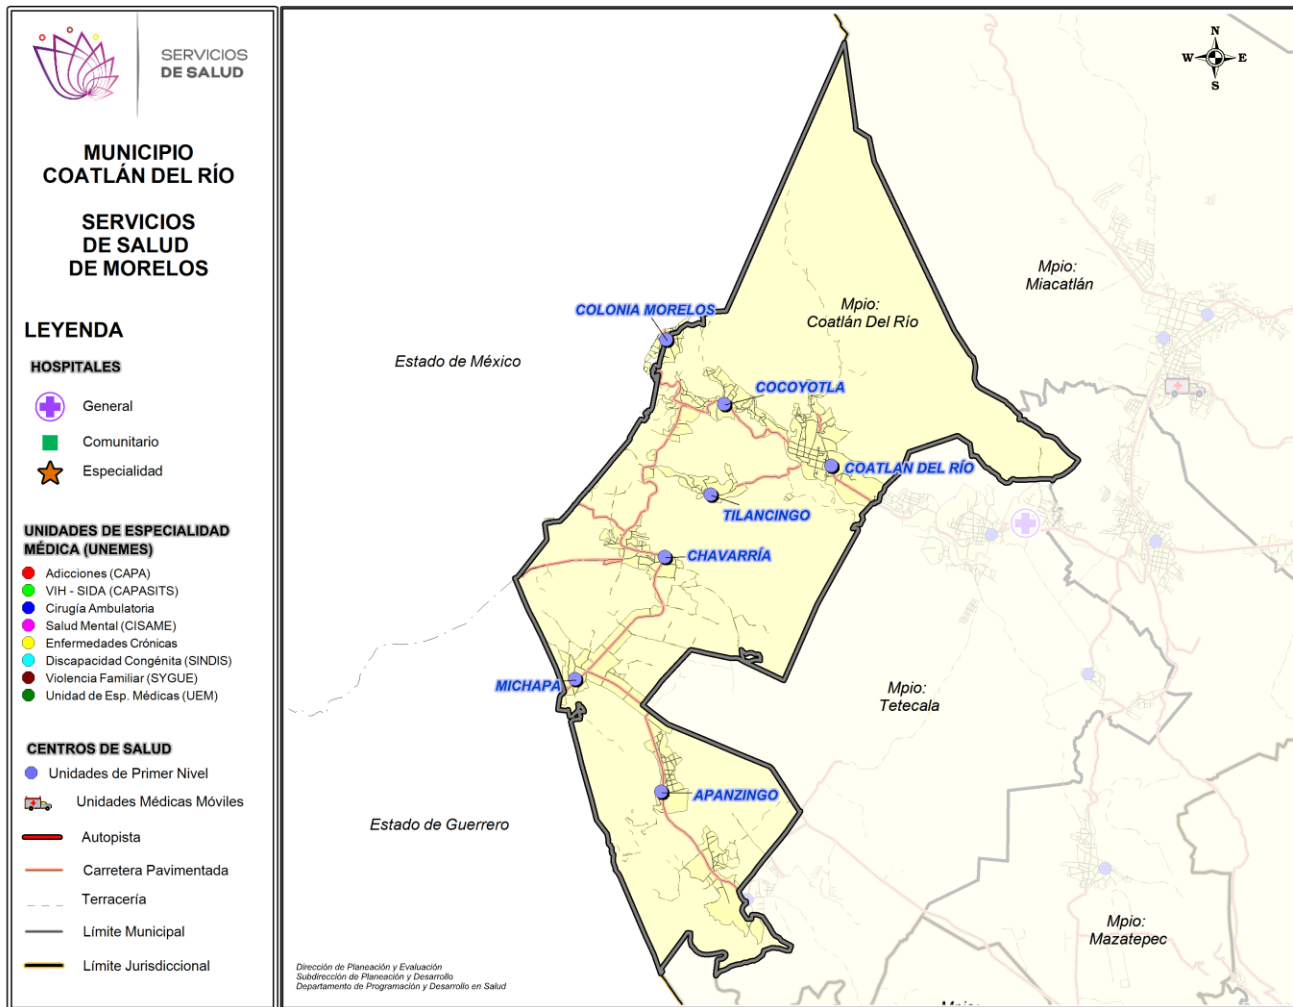 SERVICIOS
DE SALUD
MUNICIPIO
COATLÁN DEL RÍO
SERVICIOS
DE SALUD
DE MORELOS
LEYENDA
HOSPITALES
General
Comunitario
Especialidad
UNIDADES DE ESPECIALIDAD
MÉDICA (UNEMES)
Adicciones (CAPA)
VIH - SIDA (CAPASITS)
Cirugía Ambulatoria
Salud Mental (CISAME)
Enfermedades Crónicas
Discapacidad Congénita (SINDIS)
Violencia Familiar (SYGUE)
Unidad de Esp. Médicas (UEM)
CENTROS DE SALUD
Unidades de Primer Nivel
Unidades Médicas Móviles
Autopista
Carretera Pavimentada
Terracería
Límite Municipal
Límite Jurisdiccional
N
W
E
S
Mpio:
Miacatlán
COLONIA MORELOS
Mpio:
Coatlán Del Río
Estado de México
COCOYOTLA
COATLAN DEL RÍO
TILANCINGO
CHAVARRÍA
MICHAPA
Mpio:
Tetecala
APANZINGO
Estado de Guerrero
Mpio:
Mazatepec
Dirección de Planeación y Evaluación
Subdirección de Planeación y Desarrollo
Departamento de Programación y Desarrollo en Salud
Mpio: